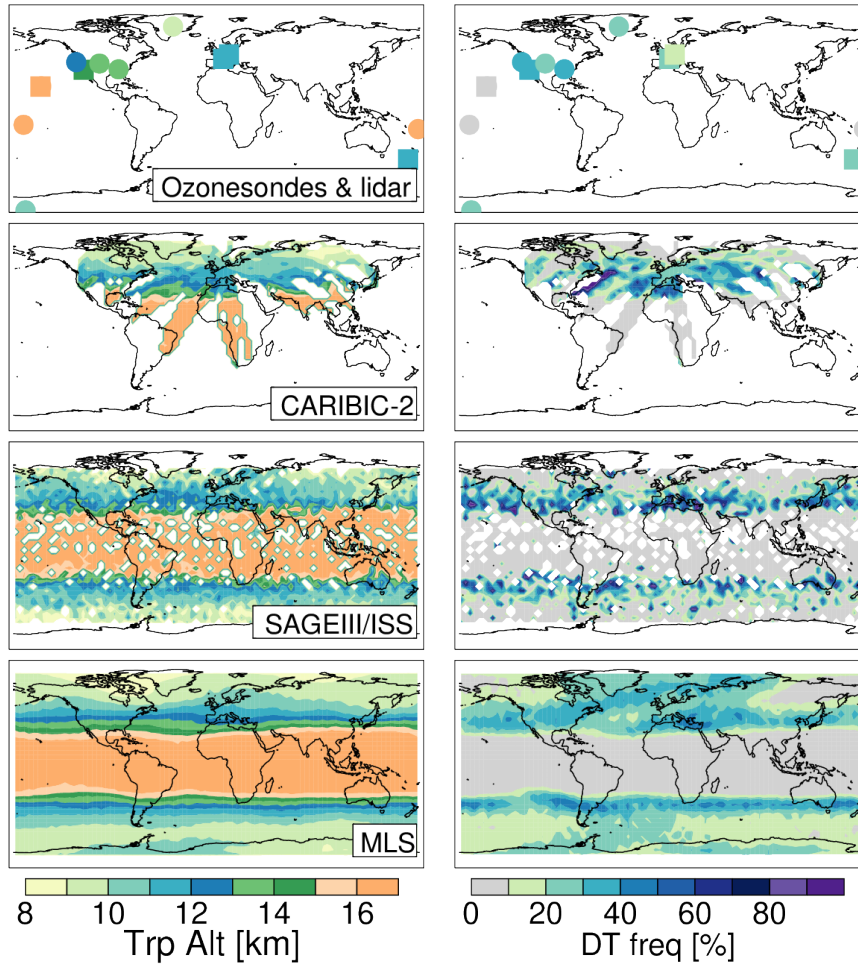 Ozonesondes & lidar
CARIBIC-2
SAGEIII/ISS
MLS
8 10 12 14 16
Trp Alt [km]
0 20 40 60 80
DT freq [%]